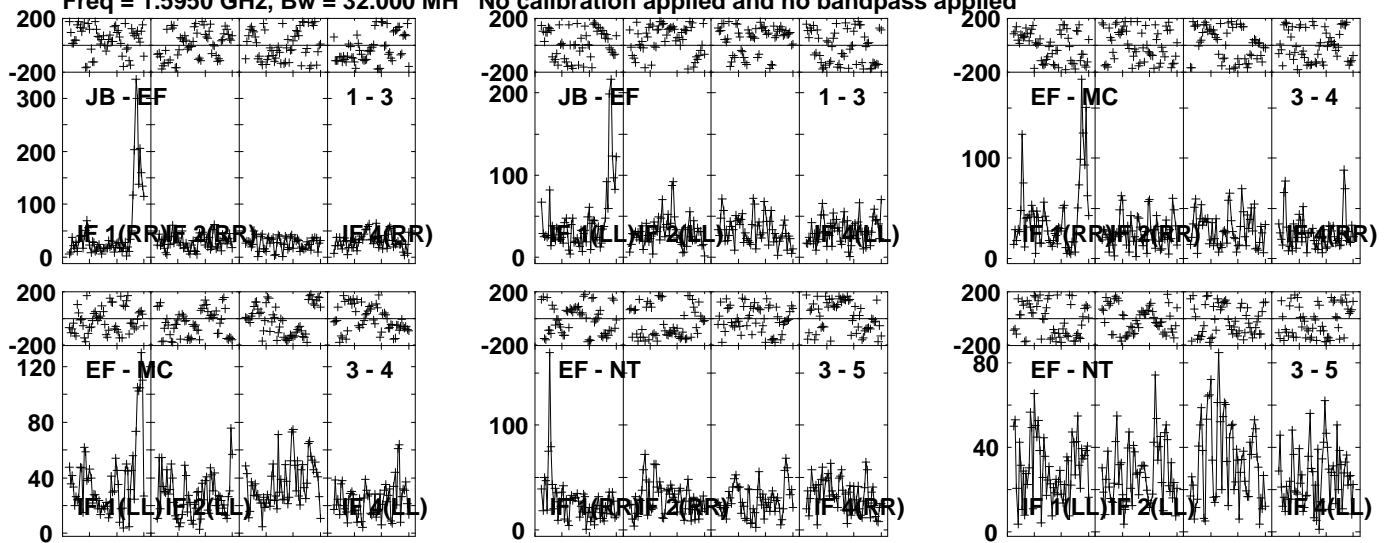 Freq = 1.5950 GHz, Bw = 32.000 MH No calibration applied and no bandpass applied
200
-200
300
200
100
0
JB - EF 1 - 3
IF 1(RR) IF 2(RR) IF 4(RR)
200
-200
200
100
0
JB - EF 1 - 3
IF 1(LL) IF 2(LL) IF 4(LL)
200
-200
100
0
EF - MC 3 - 4
IF 1(RR) IF 2(RR) IF 4(RR)
200
-200
120
80
40
0
EF - MC 3 - 4
IF 1(LL) IF 2(LL) IF 4(LL)
200
-200
100
0
EF - NT 3 - 5
IF 1(RR) IF 2(RR) IF 4(RR)
200
-200
80
40
0
EF - NT 3 - 5
IF 1(LL) IF 2(LL) IF 4(LL)